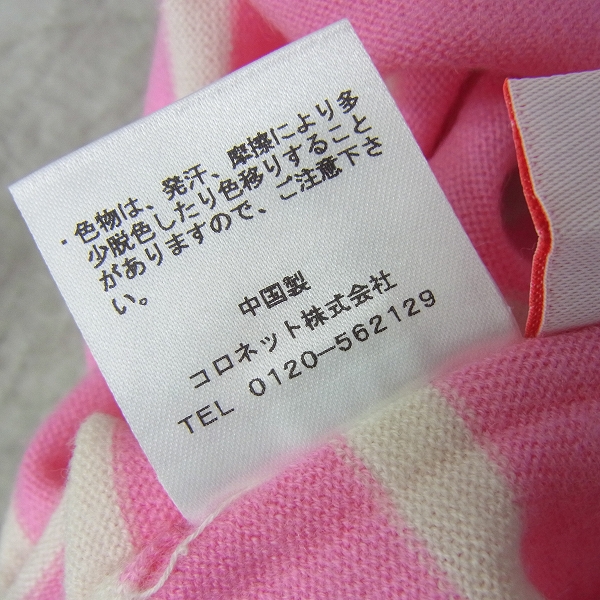 ・色物は、発汗、摩擦により多
少脱色したり色移りすること
がありますので、ご注意下さ
い。
中国製
コロネット株式会社
TEL 0120-562129